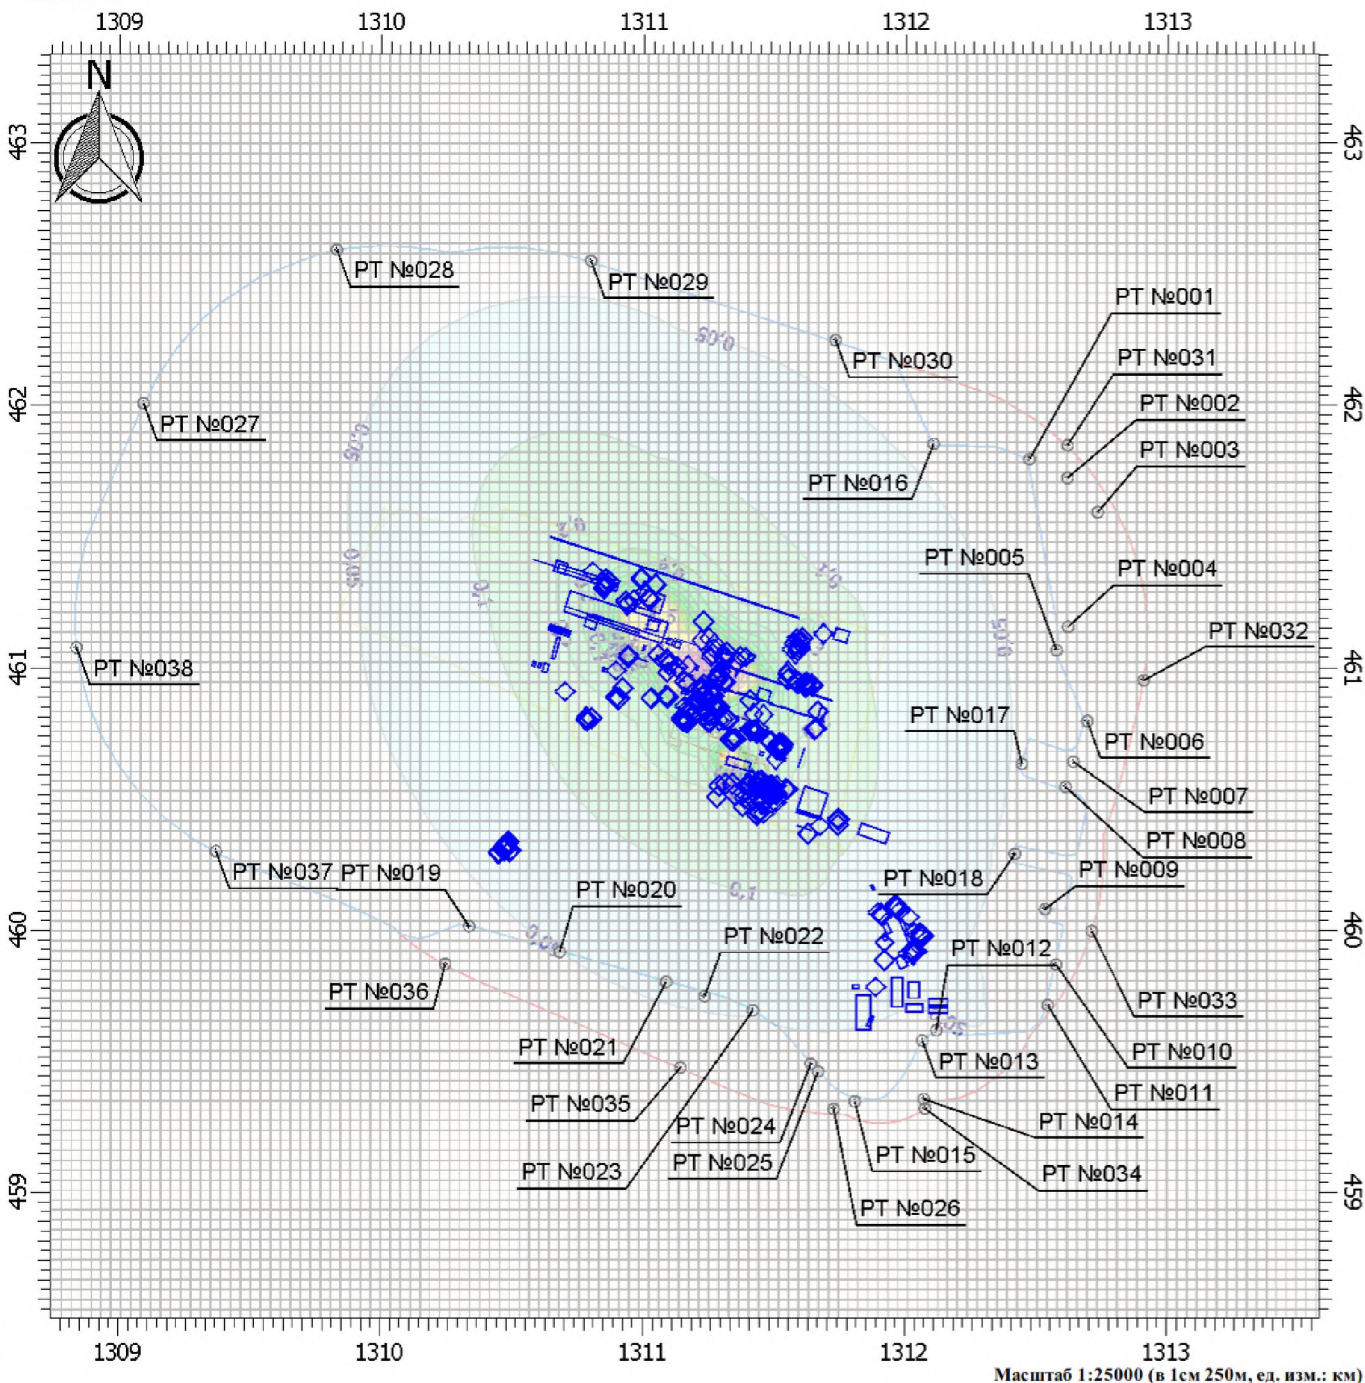 1309 1310 1311 1312 1313
N
463 463
РТ №028
РТ №029
РТ №001
0,05
РТ №030
РТ №031
462 462
РТ №002
РТ №027
0,05
РТ №003
РТ №016
0,05
РТ №005
РТ №004
0,1
0,1
РТ №032
0,05
461 461
РТ №038
РТ №017
РТ №006
РТ №007
РТ №008
РТ №037
РТ №019
РТ №018
РТ №009
РТ №020
0,1
460 460
РТ №022
РТ №012
0,05
РТ №036
РТ №033
РТ №021
РТ №013
РТ №010
РТ №011
РТ №035
РТ №024
РТ №014
РТ №023
РТ №025
РТ №015
РТ №034
459 459
РТ №026
1309 1310 1311 1312 1313
Масштаб 1:25000 (в 1см 250м, ед. изм.: км)